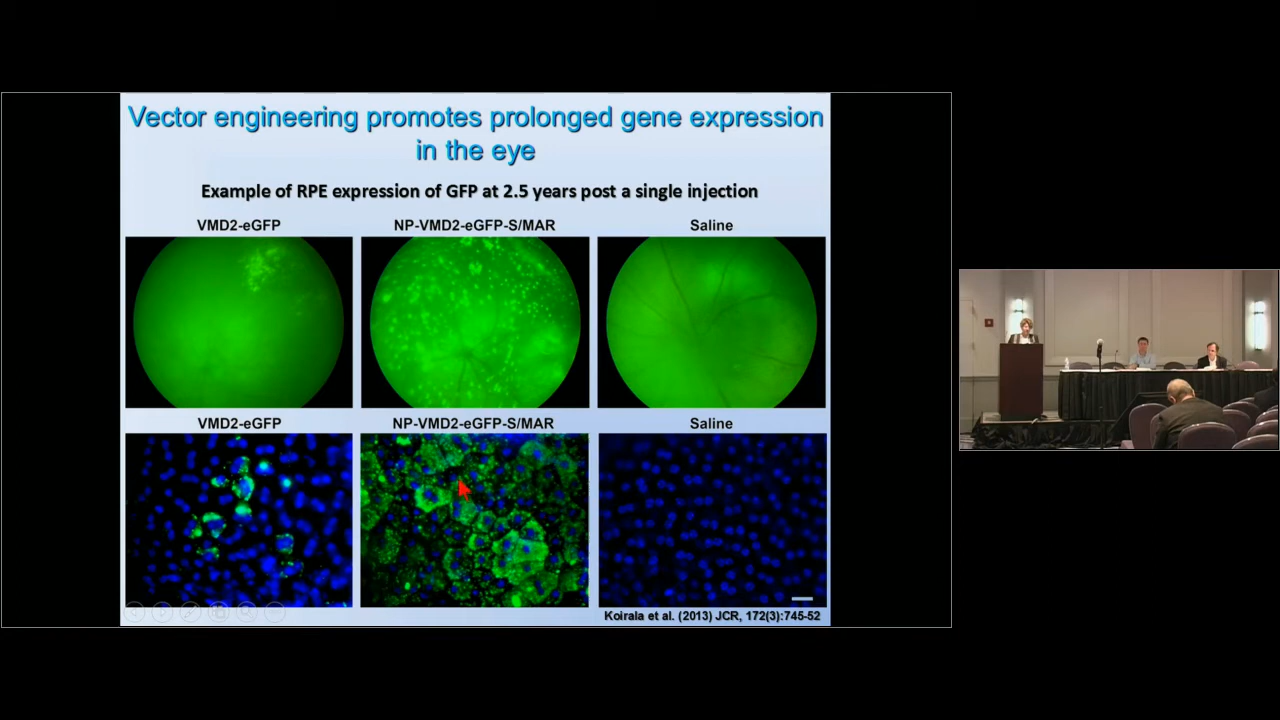 Vector engineering promotes prolonged gene expression
in the eye
Example of RPE expression of GFP at 2.5 years post a single injection
VMD2-eGFP
NP-VMD2-eGFP-S/MAR
Saline
VMD2-eGFP
NP-VMD2-eGFP-S/MAR
Saline
Koirala et al. (2013) JCR, 172(3):745-52